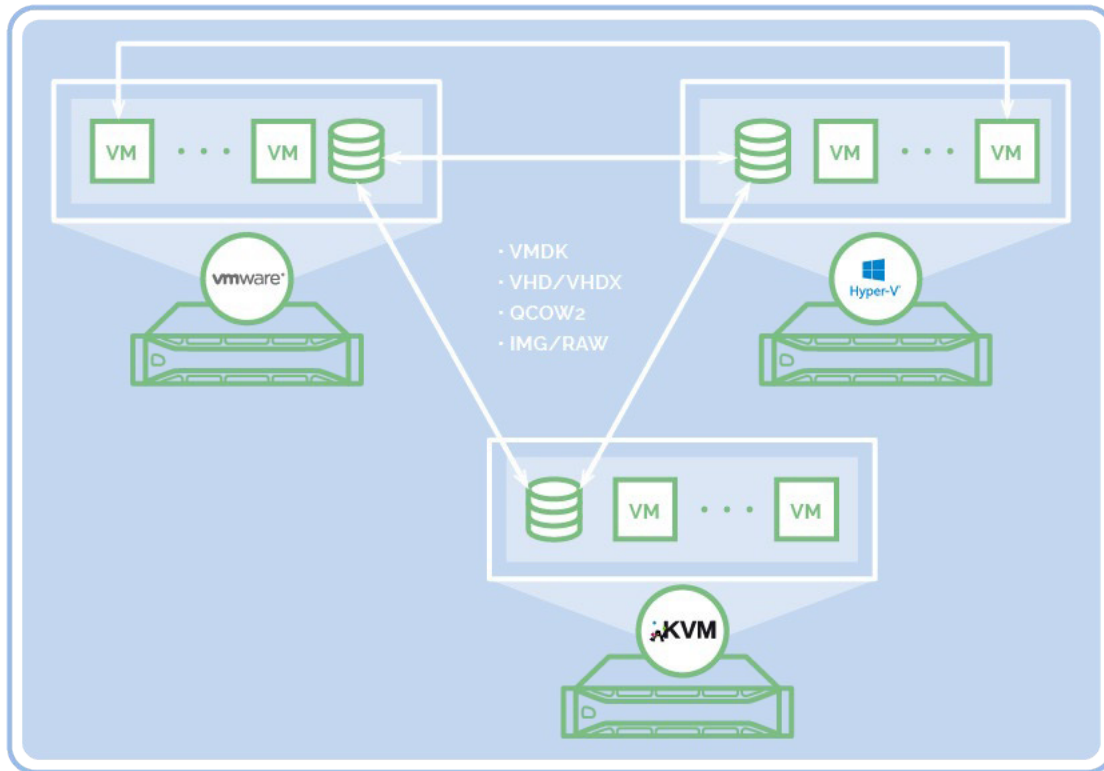 VM · · · VM
VM · · · VM
vmware®
Hyper-V
• VMDK
• VHD/VHDX
• QCOW2
• IMG/RAW
VM · · · VM
KVM